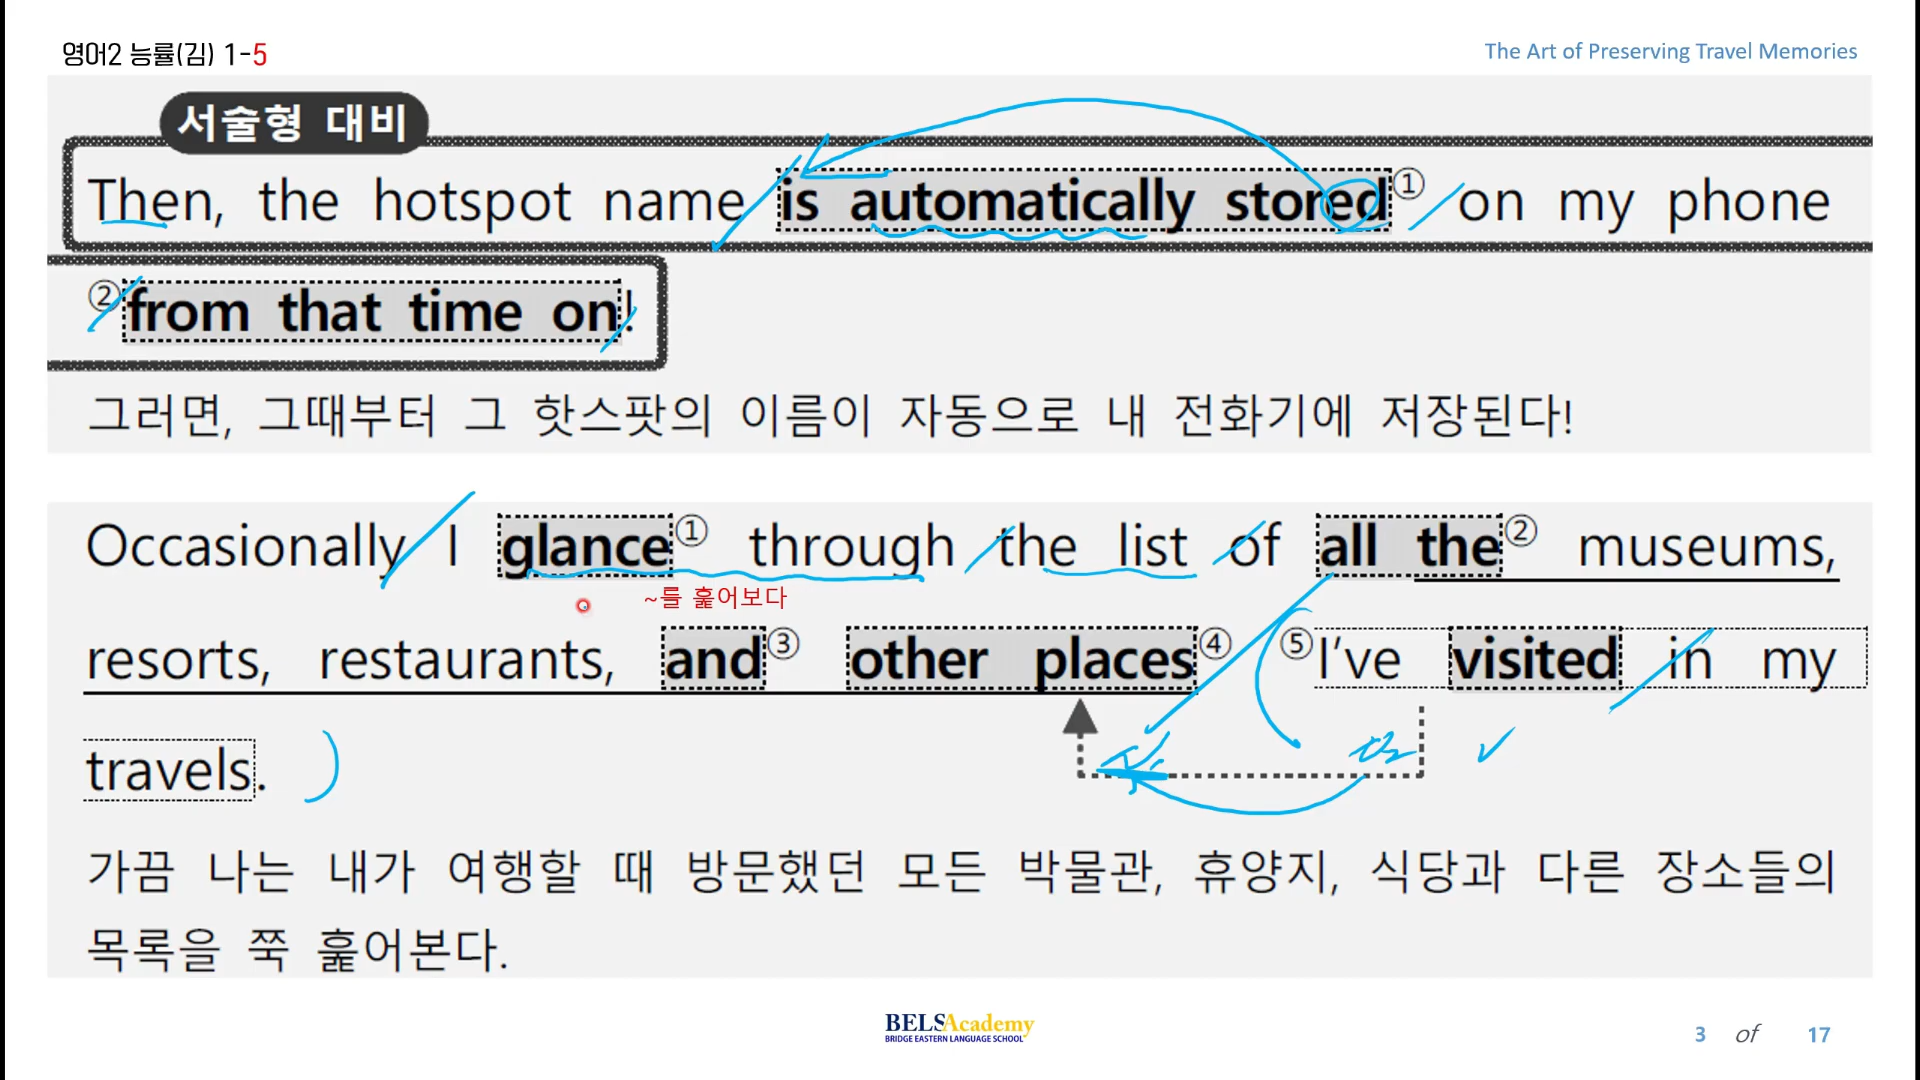 영어2 능률(김) 1-5
The Art of Preserving Travel Memories
서술형 대비
Then, the hotspot name is automatically stored① on my phone
②from that time on!
그러면, 그때부터 그 핫스팟의 이름이 자동으로 내 전화기에 저장된다!
Occasionally I glance① through the list of all the② museums,
~를 훑어보다
resorts, restaurants, and③ other places④ ⑤I've visited in my
travels.
가끔 나는 내가 여행할 때 방문했던 모든 박물관, 휴양지, 식당과 다른 장소들의
목록을 쭉 훑어본다.
BELSAcademy
BRIDGE EASTERN LANGUAGE SCHOOL
3 of 17